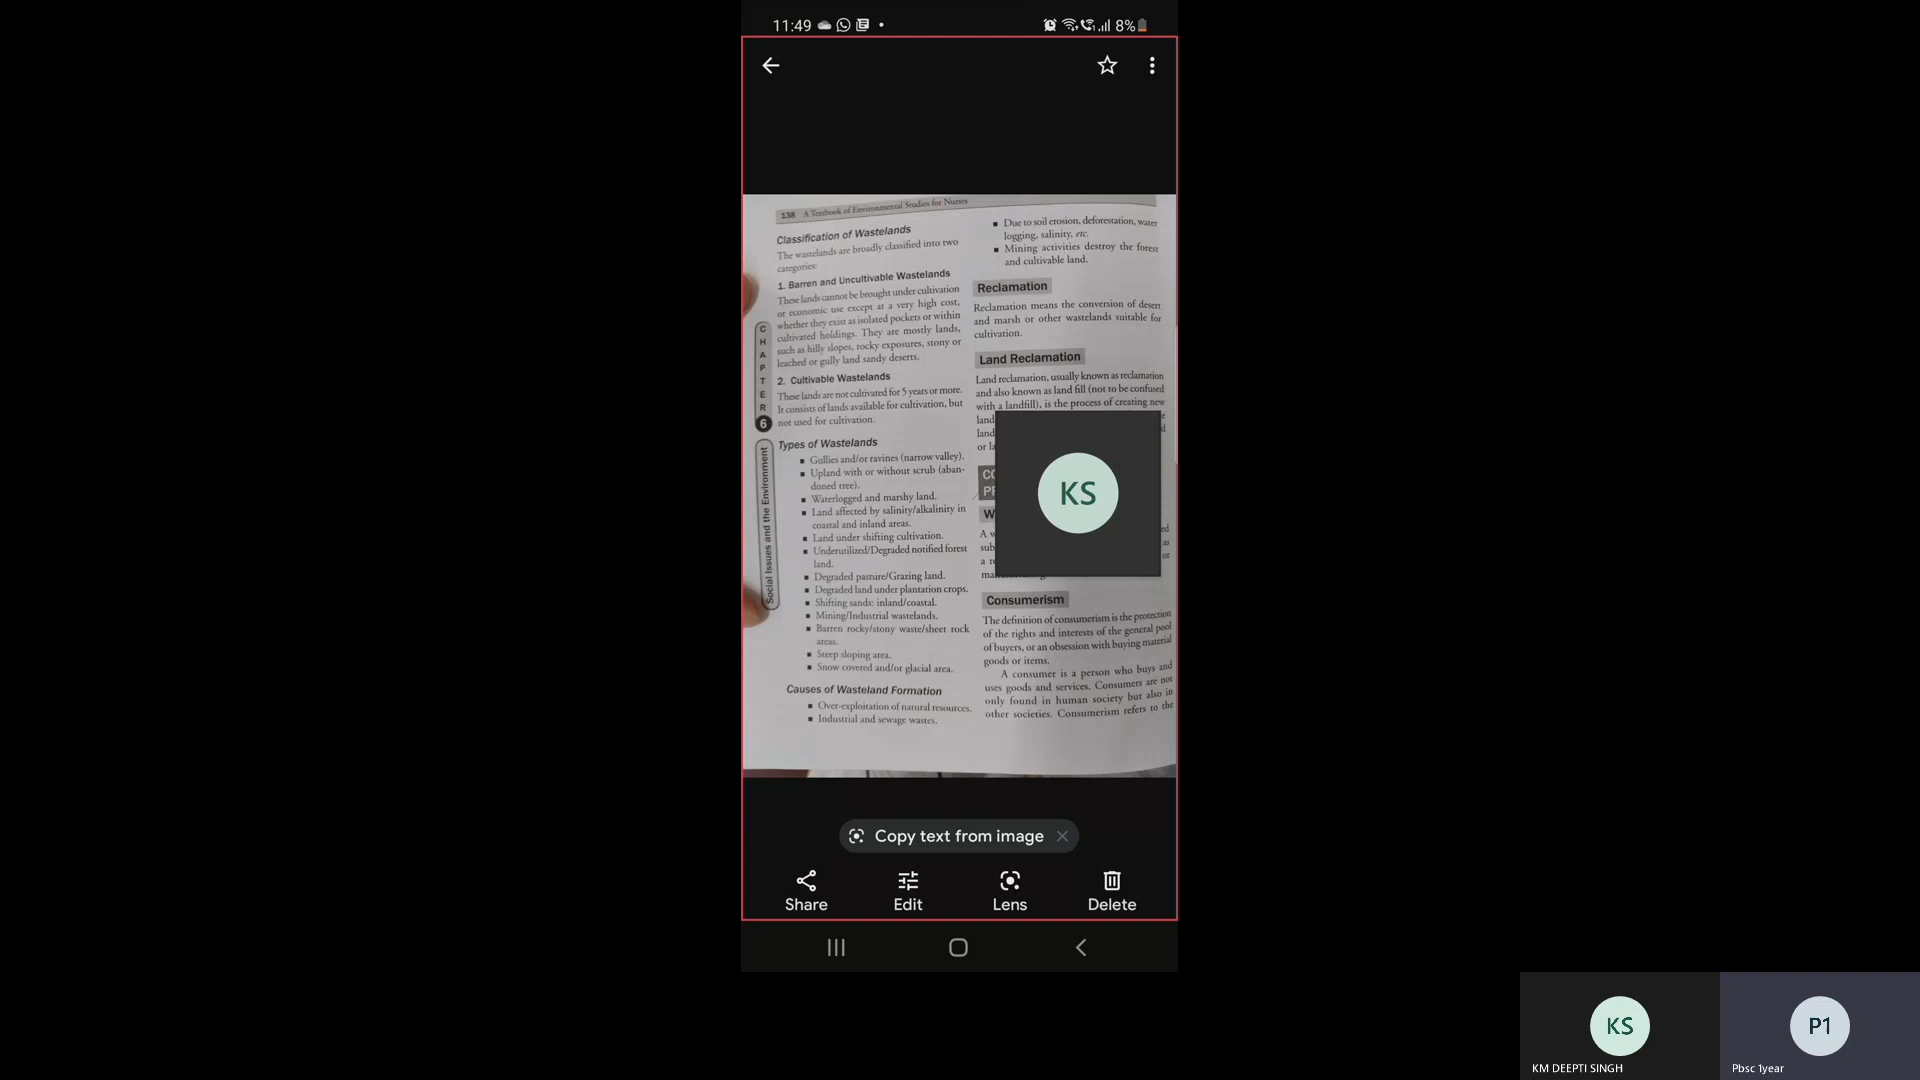 11:49
8%
138 A Textbook of Environmental Studies for Nurses
Classification of Wastelands
The wastelands are broadly classified into two
categories:
1. Barren and Uncultivable Wastelands
These lands cannot be brought under cultivation
or economic use except at a very high cost,
whether they exist as isolated pockets or within
cultivated holdings. They are mostly lands,
such as hilly slopes, rocky exposures, stony or
leached or gully land sandy deserts.
2. Cultivable Wastelands
These lands are not cultivated for 5 years or more.
It consists of lands available for cultivation, but
not used for cultivation.
Types of Wastelands
▪ Gullies and/or ravines (narrow valley).
▪ Upland with or without scrub (aban-
doned tree).
▪ Waterlogged and marshy land.
▪ Land affected by salinity/alkalinity in
coastal and inland areas.
▪ Land under shifting cultivation.
▪ Underutilized/Degraded notified forest
land.
▪ Degraded pasture/Grazing land.
▪ Degraded land under plantation crops.
▪ Shifting sands: inland/coastal.
▪ Mining/Industrial wastelands.
▪ Barren rocky/stony waste/sheet rock
areas.
▪ Steep sloping area.
▪ Snow covered and/or glacial area.
Causes of Wasteland Formation
▪ Over-exploitation of natural resources.
▪ Industrial and sewage wastes.
CHAPTER
6
Social Issues and the Environment
▪ Due to soil erosion, deforestation, water
logging, salinity, etc.
▪ Mining activities destroy the forest
and cultivable land.
Reclamation
Reclamation means the conversion of desert
and marsh or other wastelands suitable for
cultivation.
Land Reclamation
Land reclamation, usually known as reclamation
and also known as land fill (not to be confused
with a landfill), is the process of creating new
land
land
or
KS
Consumerism
The definition of consumerism is the protection
of the rights and interests of the general pool
of buyers, or an obsession with buying material
goods or items.
A consumer is a person who buys and
uses goods and services. Consumers are not
only found in human society but also in
other societies. Consumerism refers to the
Copy text from image
Share
Edit
Lens
Delete
KS
P1
KM DEEPTI SINGH
Pbsc 1year